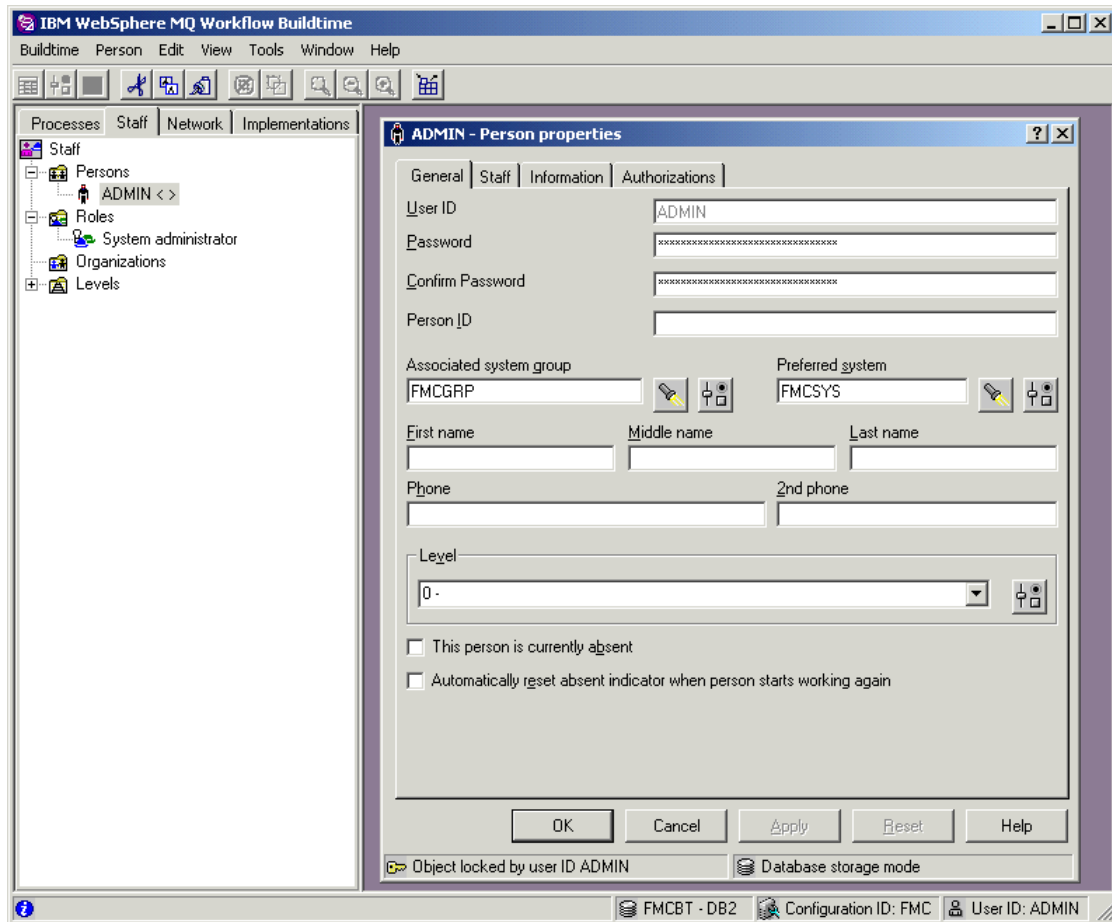 IBM WebSphere MQ Workflow Buildtime
Buildtime Person Edit View Tools Window Help
Processes Staff Network Implementations
Staff
Persons
ADMIN < >
Roles
System administrator
Organizations
Levels
ADMIN - Person properties
General Staff Information Authorizations
User ID ADMIN
Password ********************************
Confirm Password ********************************
Person ID
Associated system group Preferred system
FMCGRP FMCSYS
First name Middle name Last name
Phone 2nd phone
Level
0 -
This person is currently absent
Automatically reset absent indicator when person starts working again
OK Cancel Apply Reset Help
Object locked by user ID ADMIN Database storage mode
FMCBT - DB2 Configuration ID: FMC User ID: ADMIN